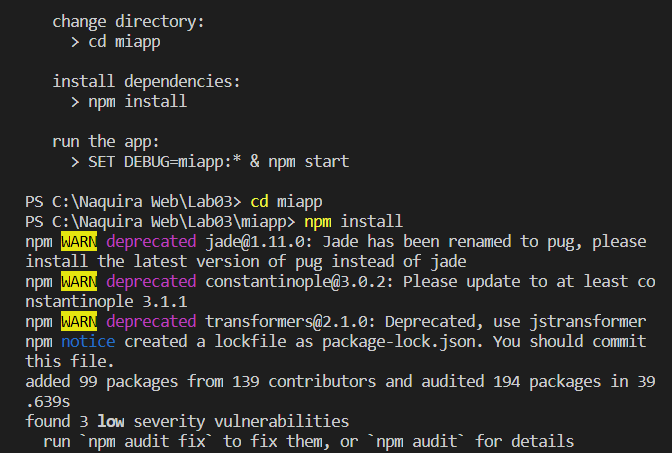 change directory:
> cd miapp
install dependencies:
> npm install
run the app:
> SET DEBUG=miapp:* & npm start
PS C:\Naquira Web\Lab03> cd miapp
PS C:\Naquira Web\Lab03\miapp> npm install
npm WARN deprecated jade@1.11.0: Jade has been renamed to pug, please
install the latest version of pug instead of jade
npm WARN deprecated constantinople@3.0.2: Please update to at least co
nstantinople 3.1.1
npm WARN deprecated transformers@2.1.0: Deprecated, use jstransformer
npm notice created a lockfile as package-lock.json. You should commit
this file.
added 99 packages from 139 contributors and audited 194 packages in 39
.639s
found 3 low severity vulnerabilities
run `npm audit fix` to fix them, or `npm audit` for details